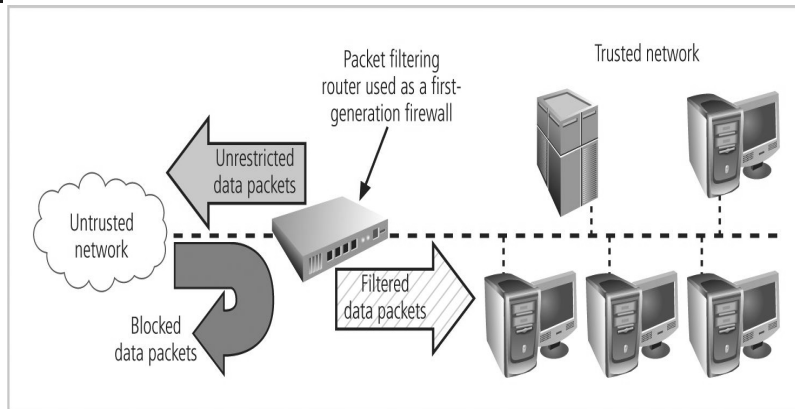 Packet filtering
router used as a first-
generation firewall
Trusted network
Unrestricted
data packets
Untrusted
network
Filtered
data packets
Blocked
data packets